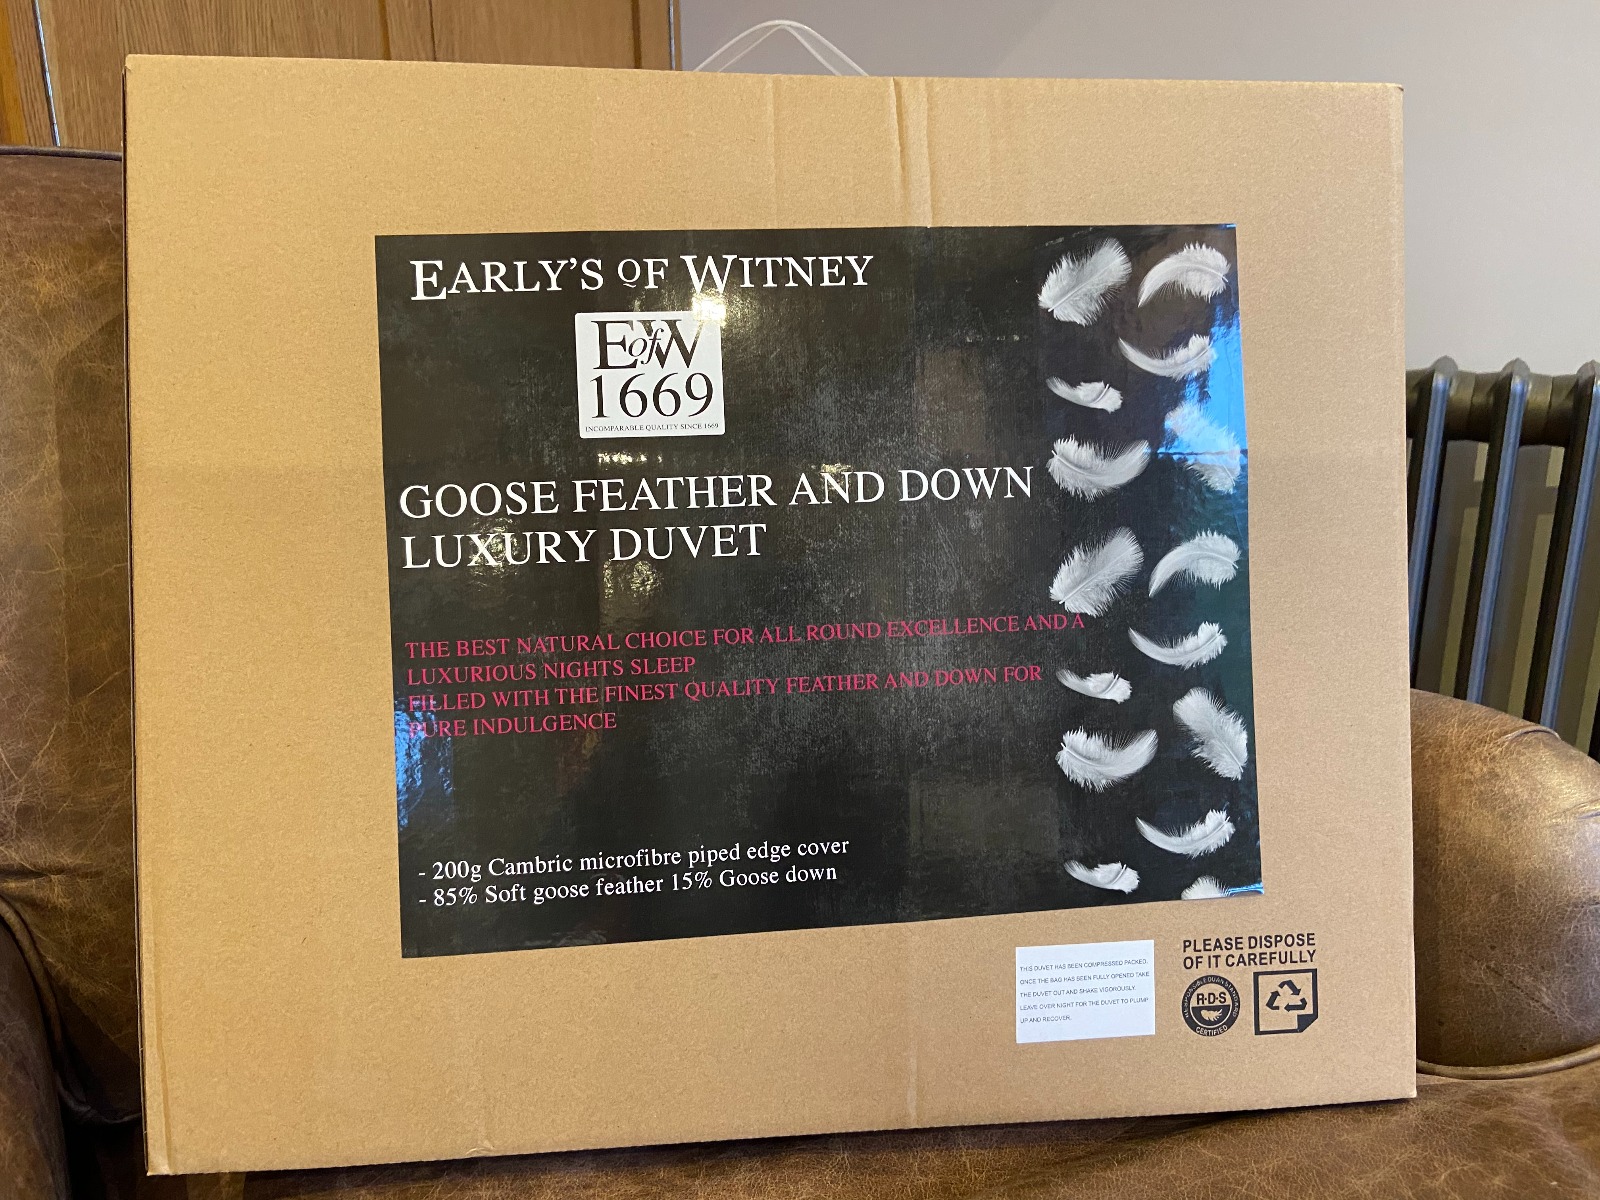 EARLY'S OF WITNEY
EofW
1669
INCOMPARABLE QUALITY SINCE 1669
GOOSE FEATHER AND DOWN
LUXURY DUVET
THE BEST NATURAL CHOICE FOR ALL ROUND EXCELLENCE AND A
LUXURIOUS NIGHTS SLEEP
FILLED WITH THE FINEST QUALITY FEATHER AND DOWN FOR
PURE INDULGENCE
- 200g Cambric microfibre piped edge cover
- 85% Soft goose feather 15% Goose down
THIS DUVET HAS BEEN COMPRESSED PACKED.
ONCE THE BAG HAS BEEN FULLY OPENED TAKE
THE DUVET OUT AND SHAKE VIGOROUSLY.
LEAVE OVER NIGHT FOR THE DUVET TO PLUMP
UP AND RECOVER.
PLEASE DISPOSE
OF IT CAREFULLY
RESPONSIBLE DOWN STANDARD
R·D·S
CERTIFIED